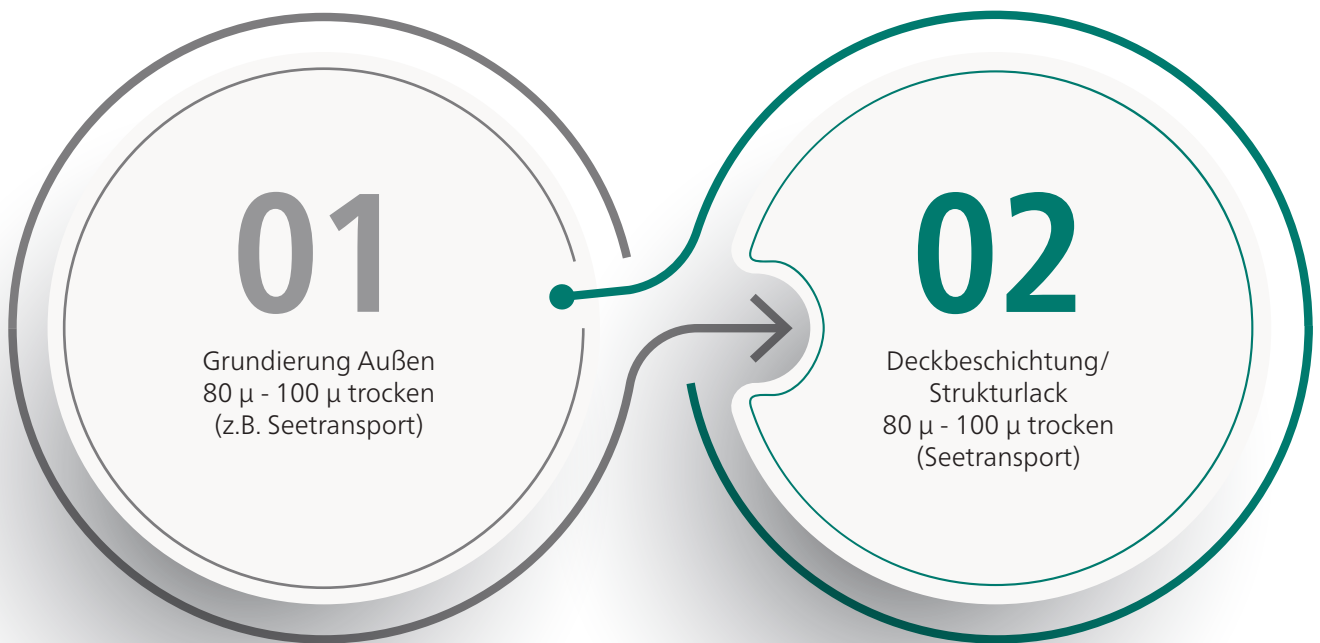 01
Grundierung Außen
80 µ - 100 µ trocken
(z.B. Seetransport)
02
Deckbeschichtung/
Strukturlack
80 µ - 100 µ trocken
(Seetransport)